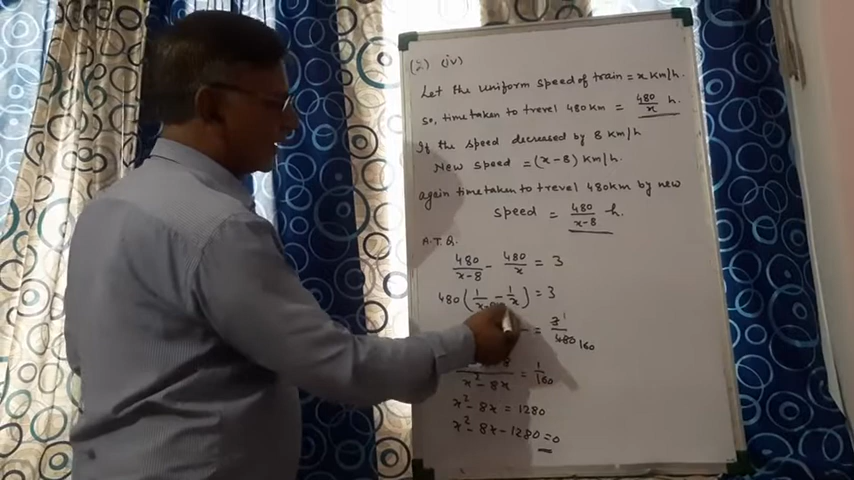 (2) (iv)
Let the uniform speed of train = x Km/h.
So, time taken to travel 480 Km = 480/x h.
If the speed decreased by 8 Km/h
New speed = (x-8) Km/h.
again time taken to travel 480km by new
speed = 480/x-8 h.
A.T.Q.
480/x-8 - 480/x = 3
480 (1/x-8 - 1/x) = 3
= 3 1/480 160
x²-8x = 1/160
x²-8x = 1280
x²-8x-1280 = 0